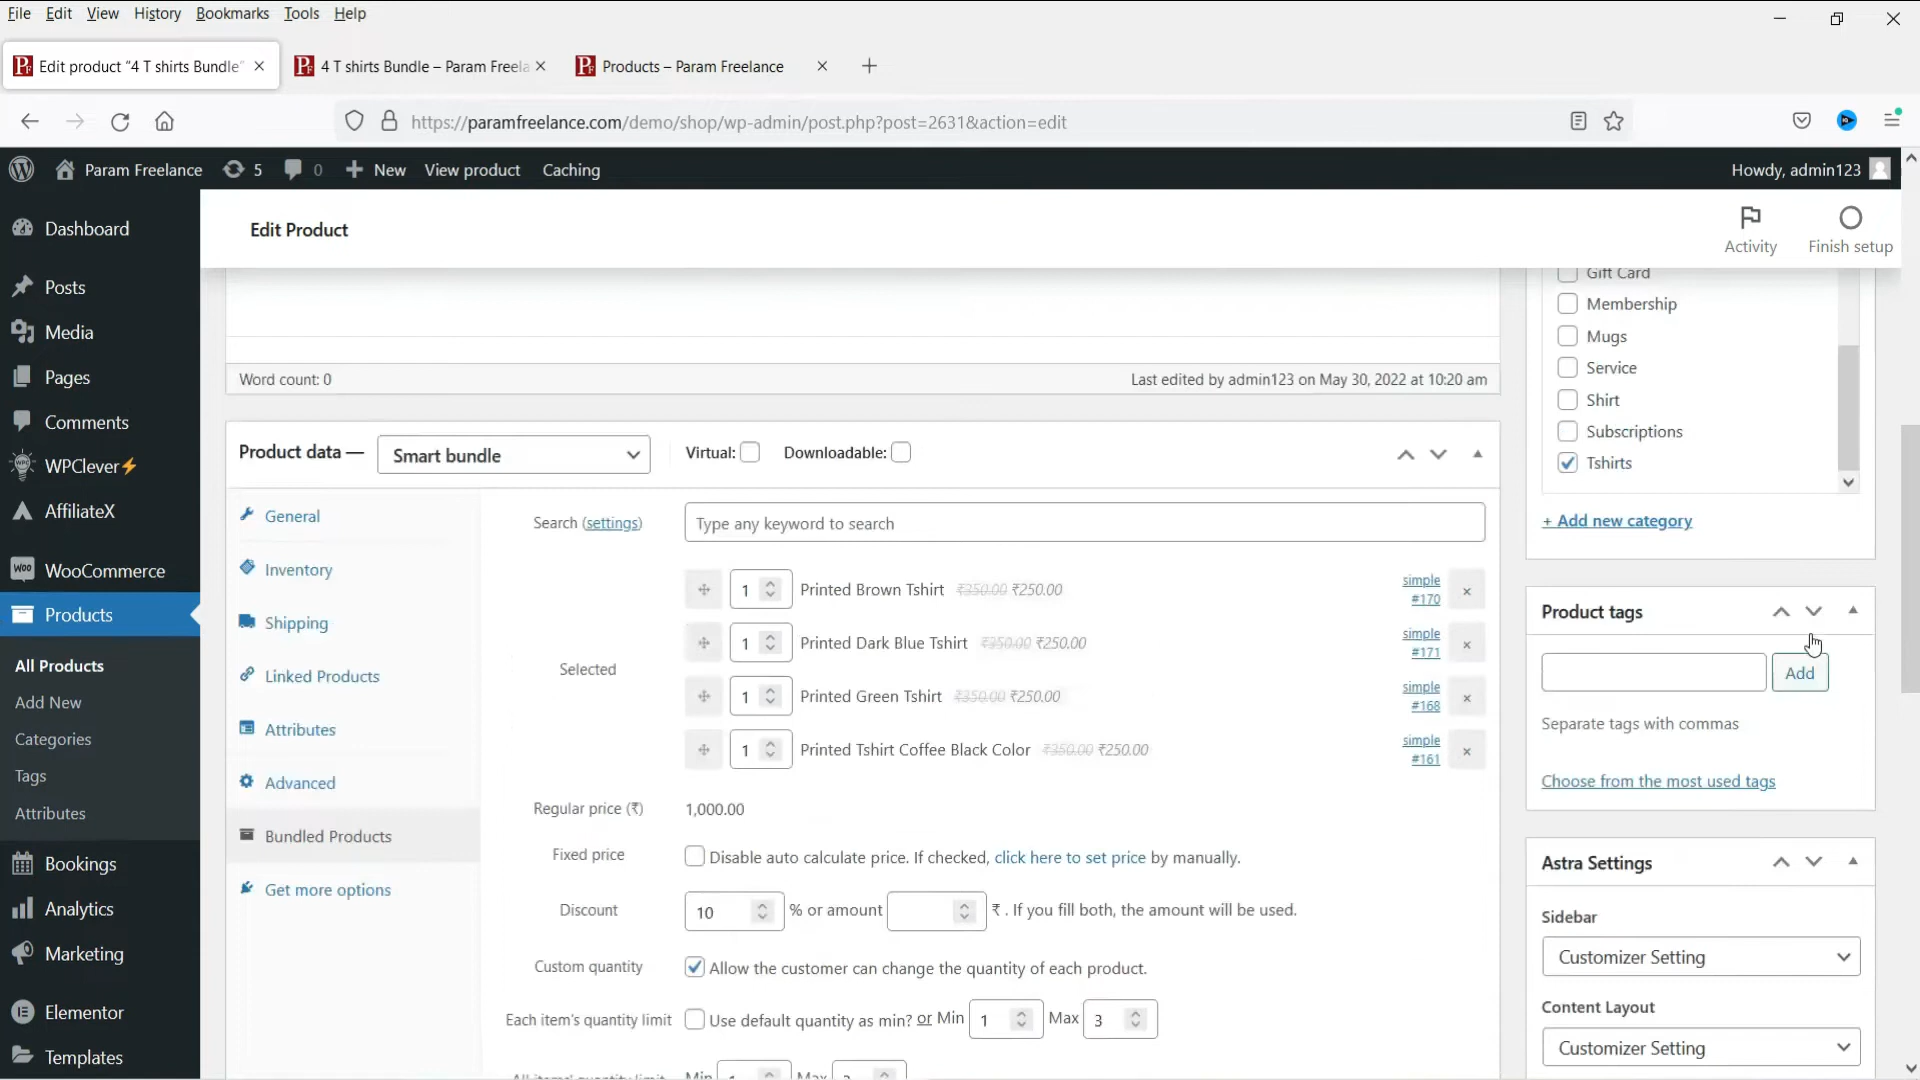 File Edit View History Bookmarks Tools Help
Edit product "4 T shirts Bundle"
4 T shirts Bundle – Param Freela
Products – Param Freelance
https://paramfreelance.com/demo/shop/wp-admin/post.php?post=2631&action=edit
Param Freelance 5 0 New View product Caching Howdy, admin123
Dashboard
Posts
Media
Pages
Comments
WPClever
AffiliateX
WooCommerce
Products
All Products
Add New
Categories
Tags
Attributes
Bookings
Analytics
Marketing
Elementor
Templates
Edit Product
Activity
Finish setup
Word count: 0 Last edited by admin123 on May 30, 2022 at 10:20 am
Product data — Smart bundle Virtual: Downloadable:
General
Inventory
Shipping
Linked Products
Attributes
Advanced
Bundled Products
Get more options
Search (settings) Type any keyword to search
Selected
1 Printed Brown Tshirt ₹350.00 ₹250.00 simple #170
1 Printed Dark Blue Tshirt ₹350.00 ₹250.00 simple #171
1 Printed Green Tshirt ₹350.00 ₹250.00 simple #168
1 Printed Tshirt Coffee Black Color ₹350.00 ₹250.00 simple #161
Regular price (₹) 1,000.00
Fixed price Disable auto calculate price. If checked, click here to set price by manually.
Discount 10 % or amount ₹ . If you fill both, the amount will be used.
Custom quantity Allow the customer can change the quantity of each product.
Each item's quantity limit Use default quantity as min? or Min 1 Max 3
All items' quantity limit Min Max
Gift Card
Membership
Mugs
Service
Shirt
Subscriptions
Tshirts
+ Add new category
Product tags
Add
Separate tags with commas
Choose from the most used tags
Astra Settings
Sidebar
Customizer Setting
Content Layout
Customizer Setting